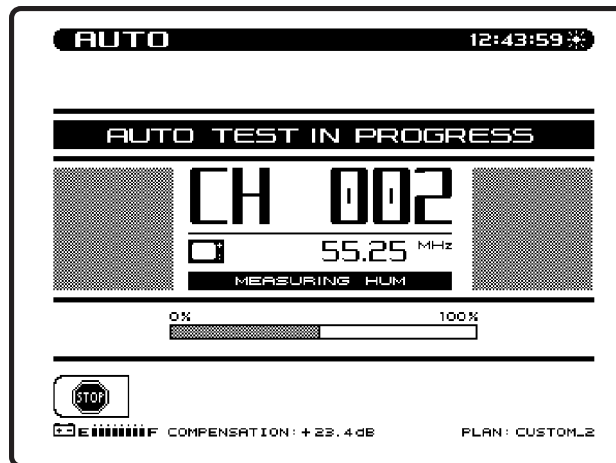 AUTO 12:43:59
AUTO TEST IN PROGRESS
CH 002
55.25 MHz
MEASURING HUM
0% 100%
STOP
E F COMPENSATION: +23.4dB PLAN: CUSTOM_2